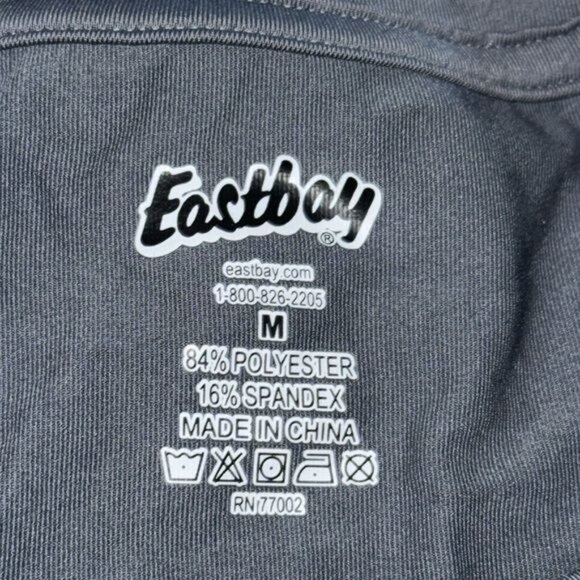 Eastbay®
eastbay.com
1-800-826-2205
M
84% POLYESTER
16% SPANDEX
MADE IN CHINA
RN 77002